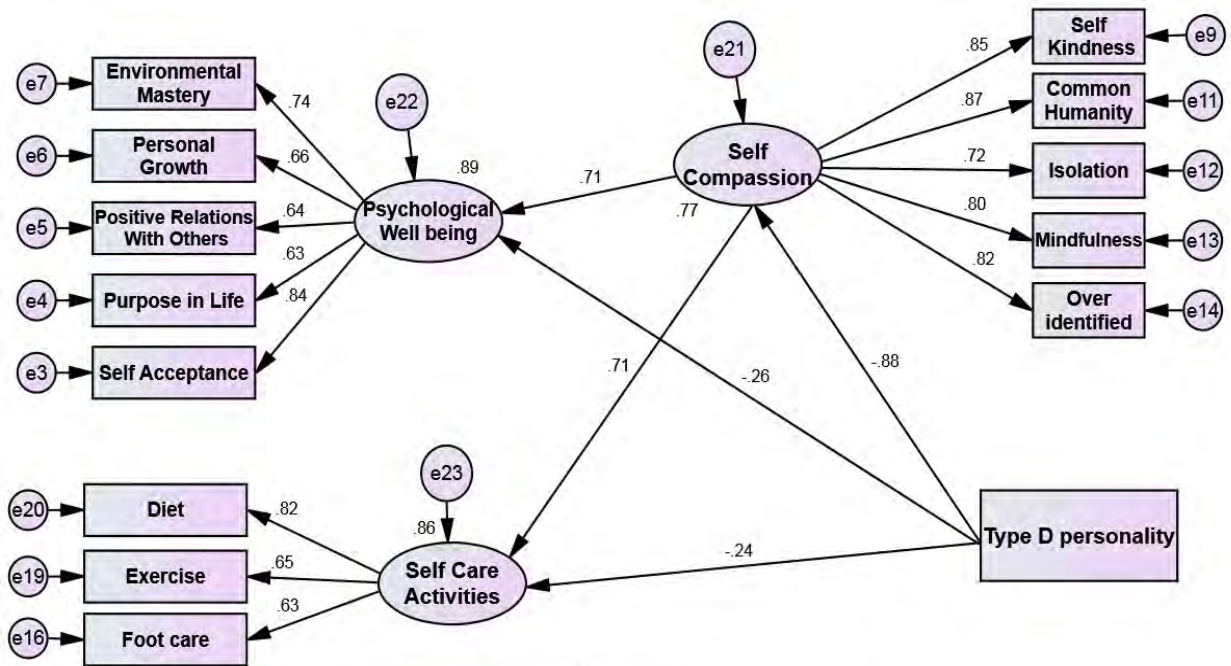 e7
Environmental
Mastery
.74
e6
Personal
Growth
.66
e5
Positive Relations
With Others
.64
e4
Purpose in Life
.63
e3
Self Acceptance
.84
e22
.89
Psychological
Well being
.71
e21
Self
Compassion
.77
.85
Self
Kindness
e9
.87
Common
Humanity
e11
.72
Isolation
e12
.80
Mindfulness
e13
.82
Over
identified
e14
.71
-.26
-.88
e23
.86
Self Care
Activities
-.24
Type D personality
e20
Diet
.82
e19
Exercise
.65
e16
Foot care
.63